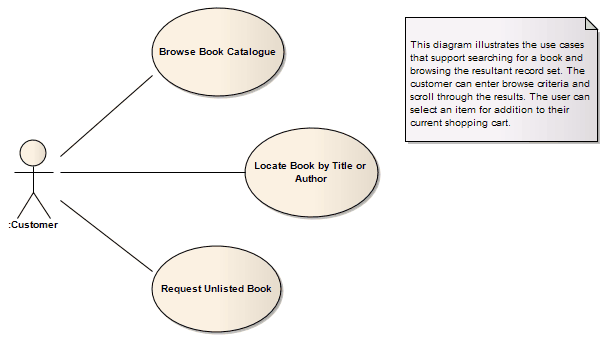 Browse Book Catalogue
This diagram illustrates the use cases
that support searching for a book and
browsing the resultant record set. The
customer can enter browse criteria and
scroll through the results. The user can
select an item for addition to their
current shopping cart.
Locate Book by Title or
Author
:Customer
Request Unlisted Book